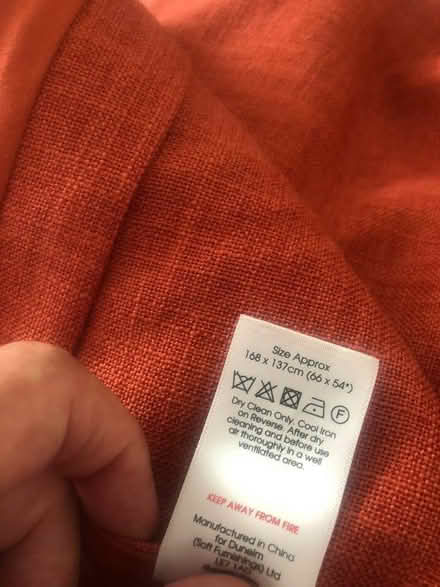 Size Approx
168 x 137cm (66 x 54")
F
Dry Clean Only. Cool Iron
on Reverse. After dry
cleaning and before use
air thoroughly in a well
ventilated area.
KEEP AWAY FROM FIRE
Manufactured in China
for Dunelm
(Soft Furnishings) Ltd